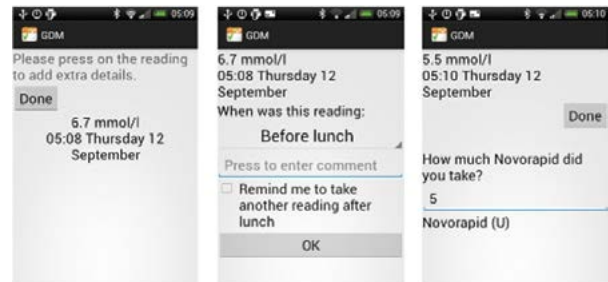 05:09
GDM
Please press on the reading
to add extra details.
Done
6.7 mmol/l
05:08 Thursday 12
September
05:09
GDM
6.7 mmol/l
05:08 Thursday 12
September
When was this reading:
Before lunch
Press to enter comment
Remind me to take
another reading after
lunch
OK
05:10
GDM
5.5 mmol/l
05:10 Thursday 12
September
Done
How much Novorapid did
you take?
5
Novorapid (U)